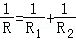 1/R = 1/R₁ + 1/R₂